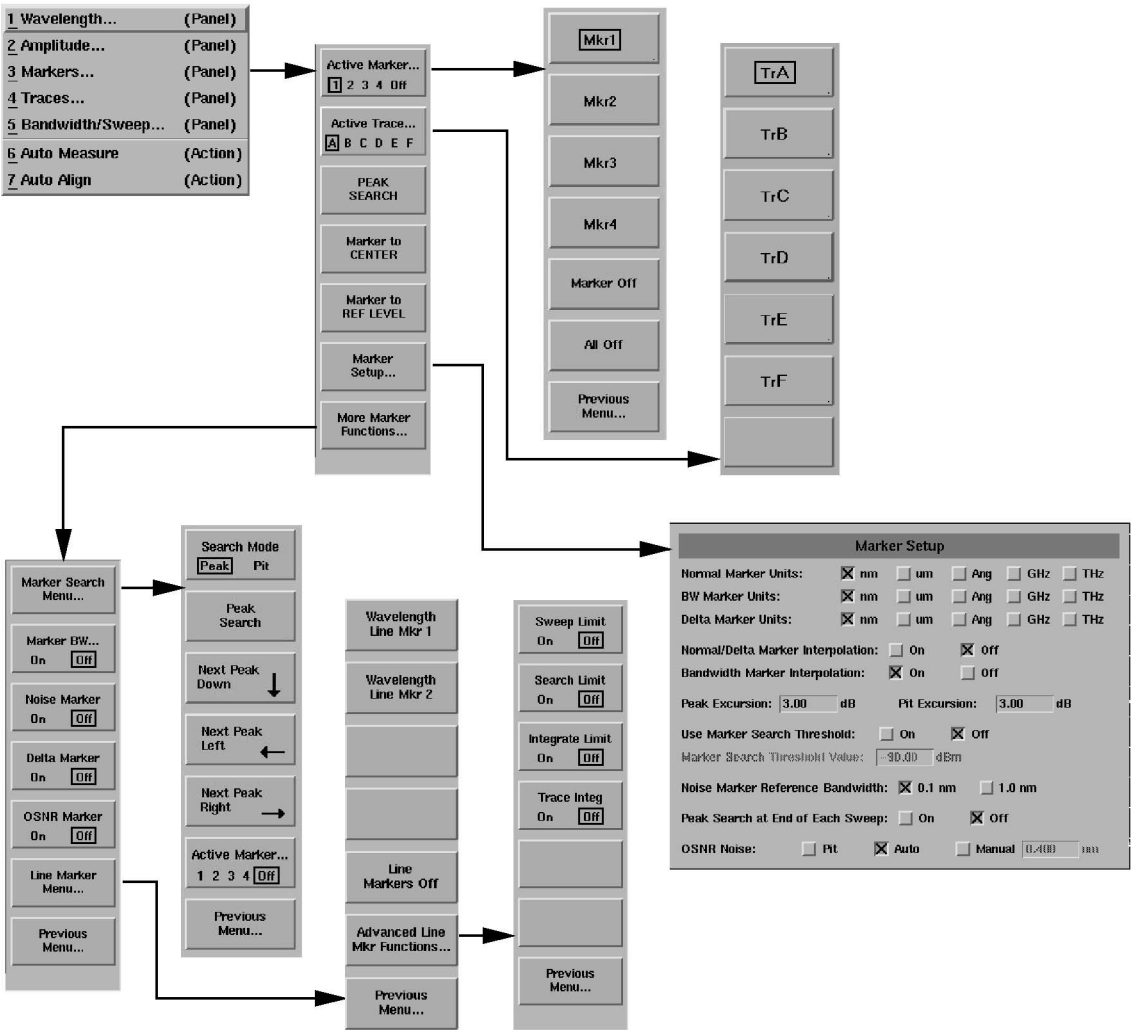 1 Wavelength... (Panel)
2 Amplitude... (Panel)
3 Markers... (Panel)
4 Traces... (Panel)
5 Bandwidth/Sweep... (Panel)
6 Auto Measure (Action)
7 Auto Align (Action)
Active Marker...
1 2 3 4 Off
Active Trace...
A B C D E F
PEAK
SEARCH
Marker to
CENTER
Marker to
REF LEVEL
Marker
Setup...
More Marker
Functions...
Mkr1
Mkr2
Mkr3
Mkr4
Marker Off
All Off
Previous
Menu...
TrA
TrB
TrC
TrD
TrE
TrF
Marker Search
Menu...
Marker BW...
On Off
Noise Marker
On Off
Delta Marker
On Off
OSNR Marker
On Off
Line Marker
Menu...
Previous
Menu...
Search Mode
Peak Pit
Peak
Search
Next Peak
Down
Next Peak
Left
Next Peak
Right
Active Marker...
1 2 3 4 Off
Previous
Menu...
Wavelength
Line Mkr 1
Wavelength
Line Mkr 2
Line
Markers Off
Advanced Line
Mkr Functions...
Previous
Menu...
Sweep Limit
On Off
Search Limit
On Off
Integrate Limit
On Off
Trace Integ
On Off
Previous
Menu...
Marker Setup
Normal Marker Units: nm um Ang GHz THz
BW Marker Units: nm um Ang GHz THz
Delta Marker Units: nm um Ang GHz THz
Normal/Delta Marker Interpolation: On Off
Bandwidth Marker Interpolation: On Off
Peak Excursion: 3.00 dB Pit Excursion: 3.00 dB
Use Marker Search Threshold: On Off
Marker Search Threshold Value: -90.00 dBm
Noise Marker Reference Bandwidth: 0.1 nm 1.0 nm
Peak Search at End of Each Sweep: On Off
OSNR Noise: Pit Auto Manual 0.400 nm